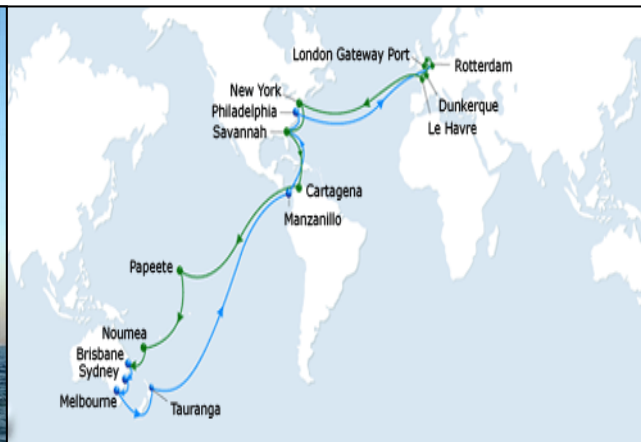 London Gateway Port
Rotterdam
New York
Dunkerque
Philadelphia
Le Havre
Savannah
Cartagena
Manzanillo
Papeete
Noumea
Brisbane
Sydney
Melbourne
Tauranga